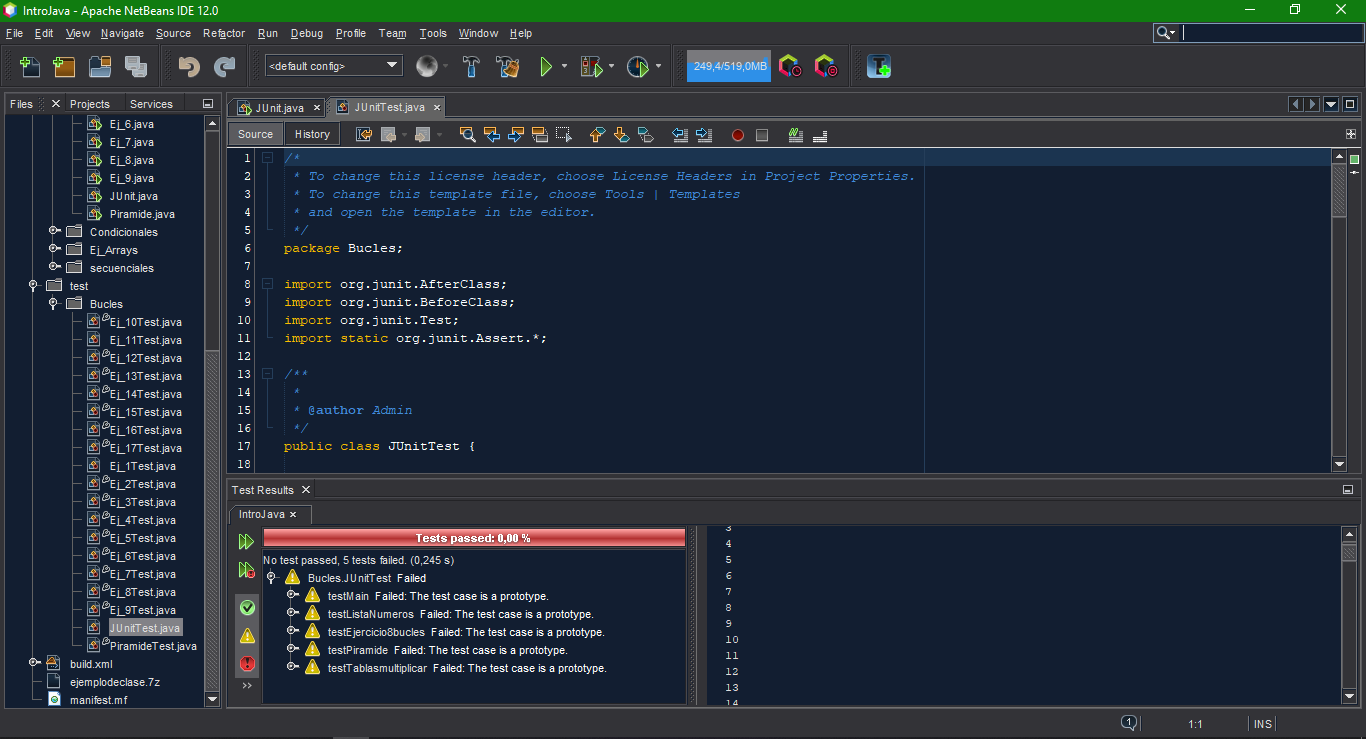 IntroJava - Apache NetBeans IDE 12.0
File Edit View Navigate Source Refactor Run Debug Profile Team Tools Window Help
<default config>
249,4/519,0MB
Files Projects Services
Ej_6.java
Ej_7.java
Ej_8.java
Ej_9.java
JUnit.java
Piramide.java
Condicionales
Ej_Arrays
secuenciales
test
Bucles
Ej_10Test.java
Ej_11Test.java
Ej_12Test.java
Ej_13Test.java
Ej_14Test.java
Ej_15Test.java
Ej_16Test.java
Ej_17Test.java
Ej_1Test.java
Ej_2Test.java
Ej_3Test.java
Ej_4Test.java
Ej_5Test.java
Ej_6Test.java
Ej_7Test.java
Ej_8Test.java
Ej_9Test.java
JUnitTest.java
PiramideTest.java
build.xml
ejemplodeclase.7z
manifest.mf
JUnit.java JUnitTest.java
Source History
1 /*
2 * To change this license header, choose License Headers in Project Properties.
3 * To change this template file, choose Tools | Templates
4 * and open the template in the editor.
5 */
6 package Bucles;
7
8 import org.junit.AfterClass;
9 import org.junit.BeforeClass;
10 import org.junit.Test;
11 import static org.junit.Assert.*;
12
13 /**
14 *
15 * @author Admin
16 */
17 public class JUnitTest {
18
Test Results
IntroJava
Tests passed: 0,00 %
No test passed, 5 tests failed. (0,245 s)
Bucles.JUnitTest Failed
testMain Failed: The test case is a prototype.
testListaNumeros Failed: The test case is a prototype.
testEjercicio8bucles Failed: The test case is a prototype.
testPiramide Failed: The test case is a prototype.
testTablasmultiplicar Failed: The test case is a prototype.
3
4
5
6
7
8
9
10
11
12
13
14
1
1:1
INS